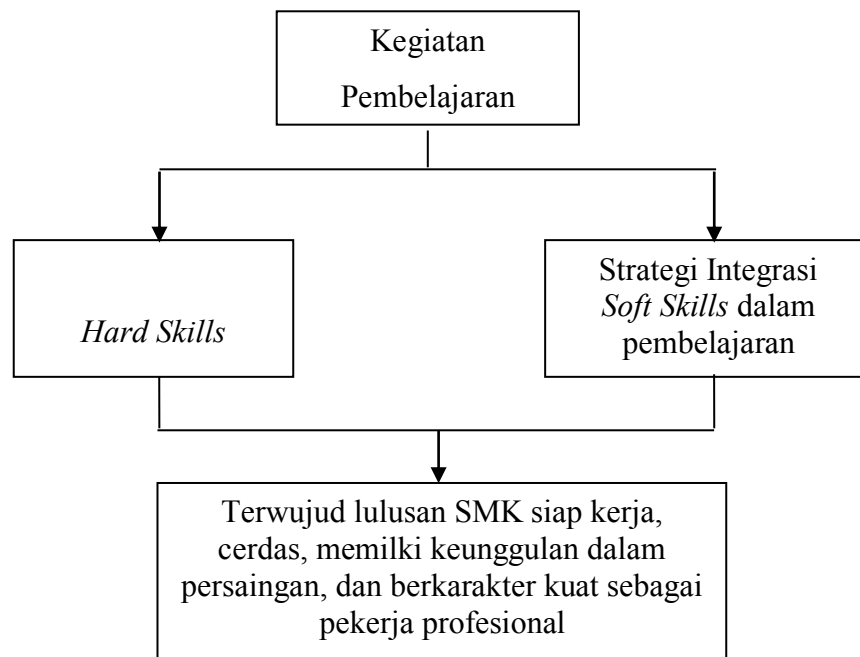 Kegiatan
Pembelajaran
Hard Skills
Strategi Integrasi
Soft Skills dalam
pembelajaran
Terwujud lulusan SMK siap kerja,
cerdas, memilki keunggulan dalam
persaingan, dan berkarakter kuat sebagai
pekerja profesional